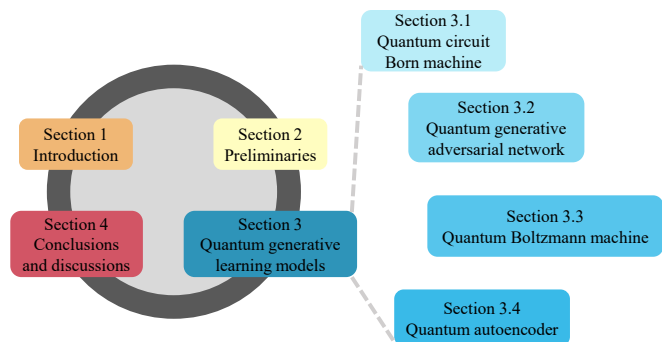 Section 1
Introduction
Section 2
Preliminaries
Section 4
Conclusions
and discussions
Section 3
Quantum generative
learning models
Section 3.1
Quantum circuit
Born machine
Section 3.2
Quantum generative
adversarial network
Section 3.3
Quantum Boltzmann machine
Section 3.4
Quantum autoencoder